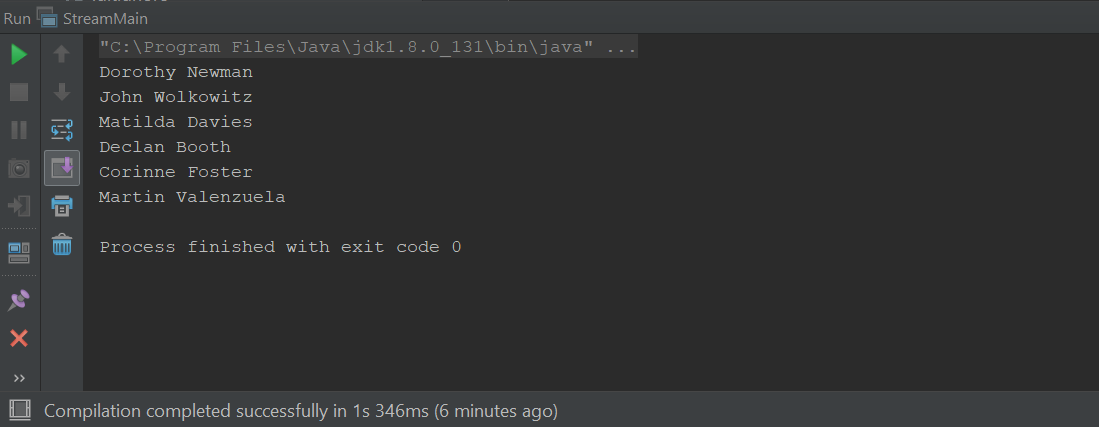 Run StreamMain
"C:\Program Files\Java\jdk1.8.0_131\bin\java" ...
Dorothy Newman
John Wolkowitz
Matilda Davies
Declan Booth
Corinne Foster
Martin Valenzuela
Process finished with exit code 0
Compilation completed successfully in 1s 346ms (6 minutes ago)